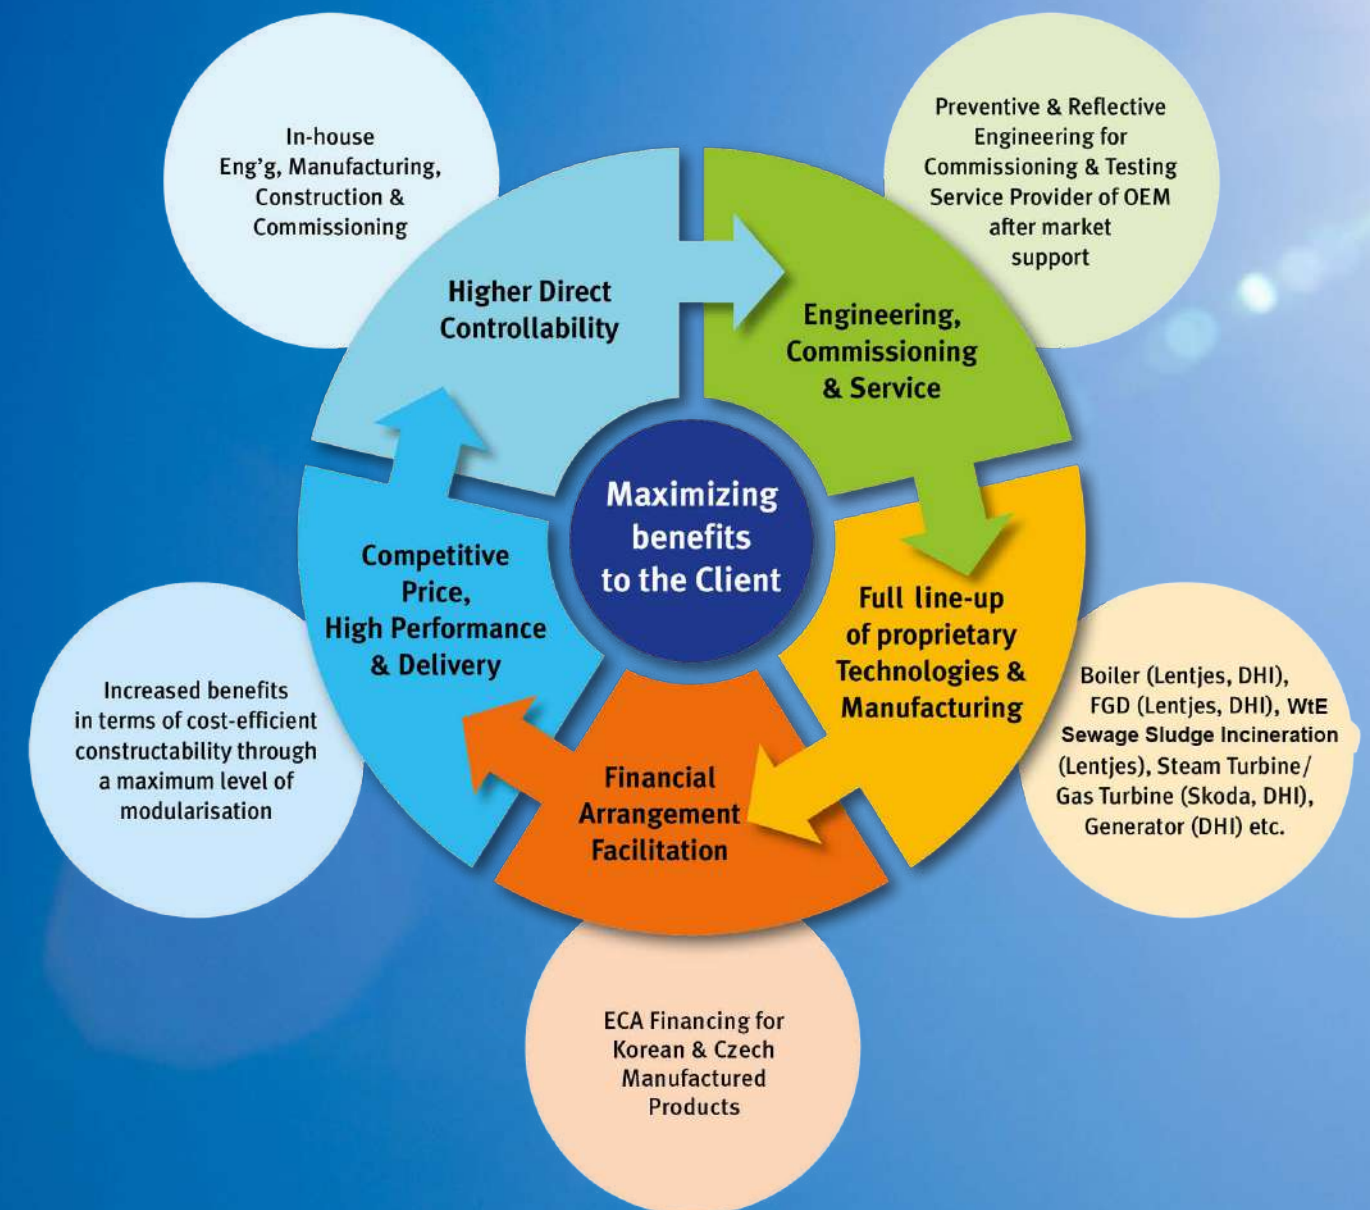 In-house
Eng'g, Manufacturing,
Construction &
Commissioning
Preventive & Reflective
Engineering for
Commissioning & Testing
Service Provider of OEM
after market
support
Higher Direct
Controllability
Engineering,
Commissioning
& Service
Maximizing
benefits
to the Client
Competitive
Price,
High Performance
& Delivery
Full line-up
of proprietary
Technologies &
Manufacturing
Increased benefits
in terms of cost-efficient
constructability through
a maximum level of
modularisation
Boiler (Lentjes, DHI),
FGD (Lentjes, DHI), WtE
Sewage Sludge Incineration
(Lentjes), Steam Turbine/
Gas Turbine (Skoda, DHI),
Generator (DHI) etc.
Financial
Arrangement
Facilitation
ECA Financing for
Korean & Czech
Manufactured
Products